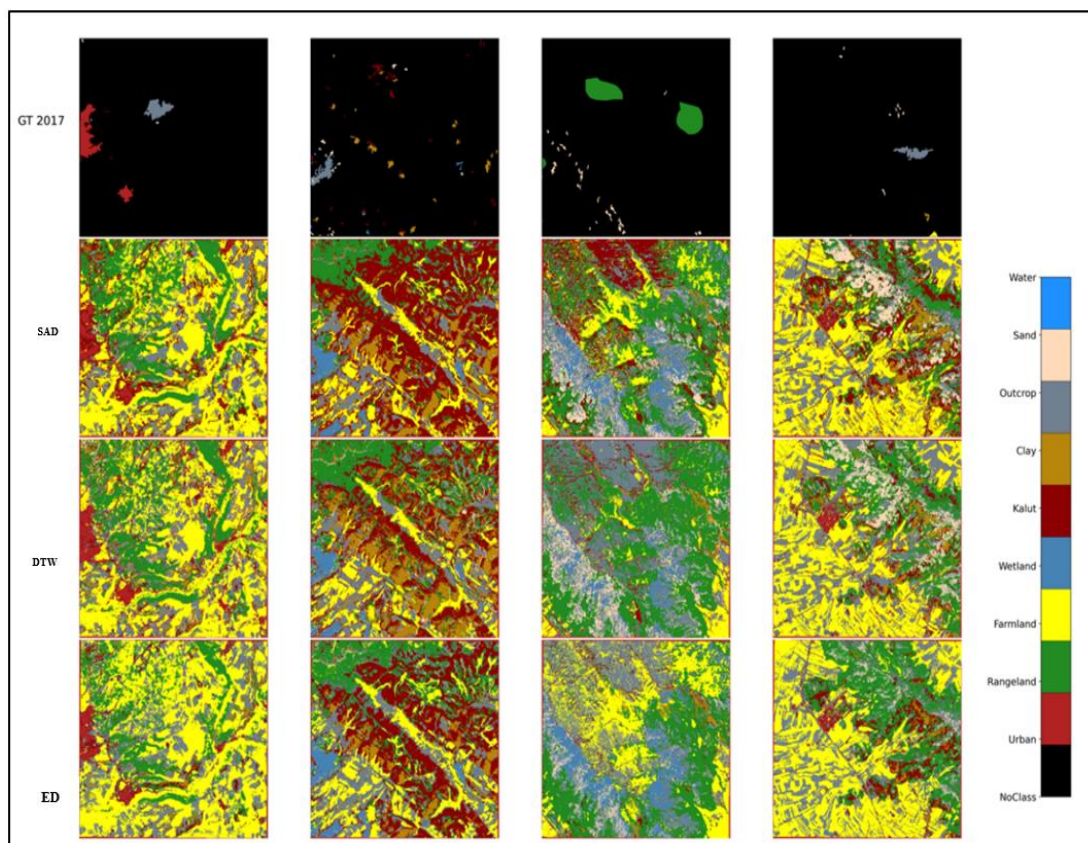 GT 2017
SAD
DTW
ED
Water
Sand
Outcrop
Clay
Kalut
Wetland
Farmland
Rangeland
Urban
NoClass